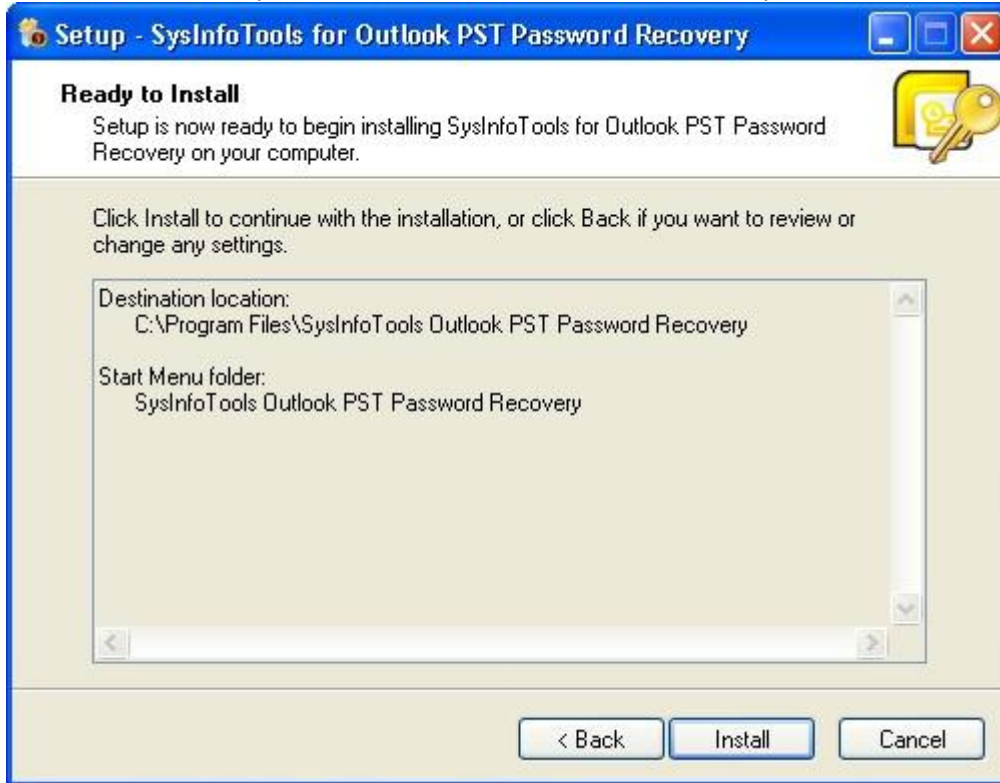 Setup - SysInfoTools for Outlook PST Password Recovery
Ready to Install
Setup is now ready to begin installing SysInfoTools for Outlook PST Password
Recovery on your computer.
Click Install to continue with the installation, or click Back if you want to review or
change any settings.
Destination location:
C:\Program Files\SysInfoTools Outlook PST Password Recovery
Start Menu folder:
SysInfoTools Outlook PST Password Recovery
< Back
Install
Cancel